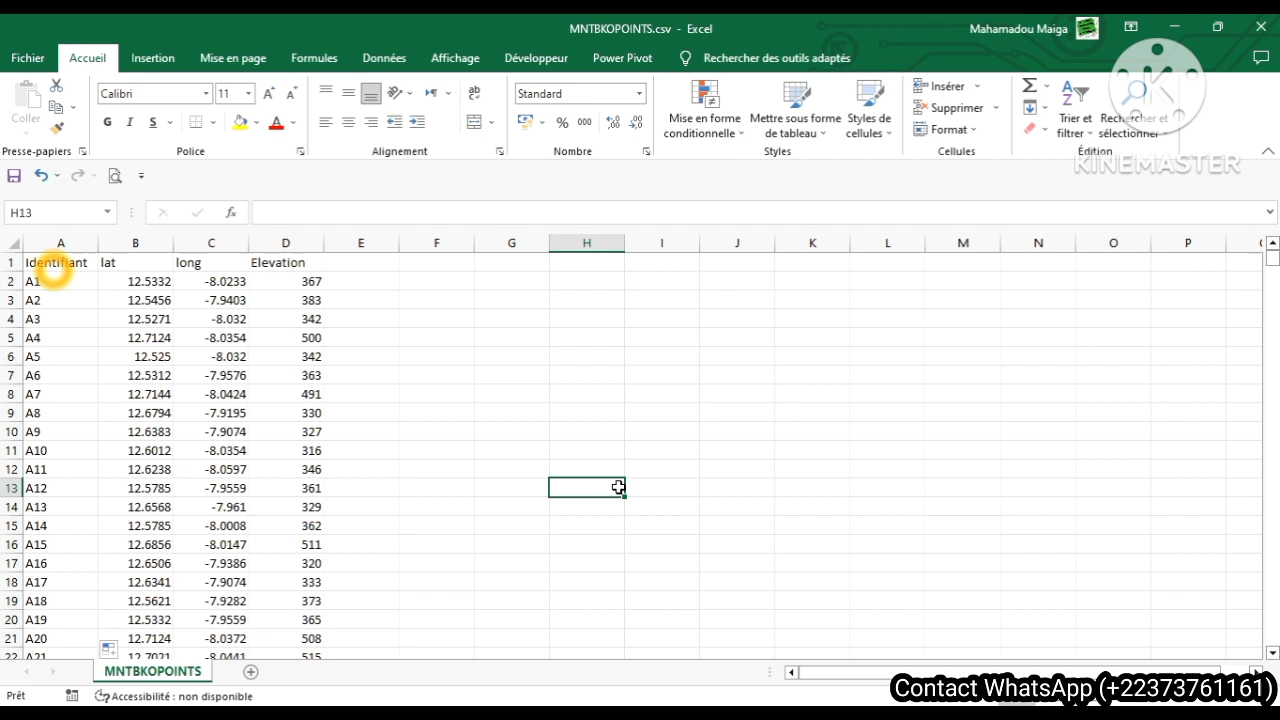 MNTBKOPOINTS.csv - Excel
Mahamadou Maiga
Fichier Accueil Insertion Mise en page Formules Données Affichage Développeur Power Pivot Rechercher des outils adaptés
Coller
Calibri 11
Standard
G I S
Mise en forme conditionnelle
Mettre sous forme de tableau
Styles de cellules
Insérer
Supprimer
Format
Trier et filtrer
Rechercher et sélectionner
Presse-papiers Police Alignement Nombre Styles Cellules Édition
KINEMASTER
H13 fx
A B C D E F G H I J K L M N O P
1 Identifiant lat long Elevation
2 A1 12.5332 -8.0233 367
3 A2 12.5456 -7.9403 383
4 A3 12.5271 -8.032 342
5 A4 12.7124 -8.0354 500
6 A5 12.525 -8.032 342
7 A6 12.5312 -7.9576 363
8 A7 12.7144 -8.0424 491
9 A8 12.6794 -7.9195 330
10 A9 12.6383 -7.9074 327
11 A10 12.6012 -8.0354 316
12 A11 12.6238 -8.0597 346
13 A12 12.5785 -7.9559 361
14 A13 12.6568 -7.961 329
15 A14 12.5785 -8.0008 362
16 A15 12.6856 -8.0147 511
17 A16 12.6506 -7.9386 320
18 A17 12.6341 -7.9074 333
19 A18 12.5621 -7.9282 373
20 A19 12.5332 -7.9559 365
21 A20 12.7124 -8.0372 508
22 A21 12.7021 -8.0441 515
MNTBKOPOINTS
Prêt Accessibilité : non disponible
Contact WhatsApp (+22373761161)